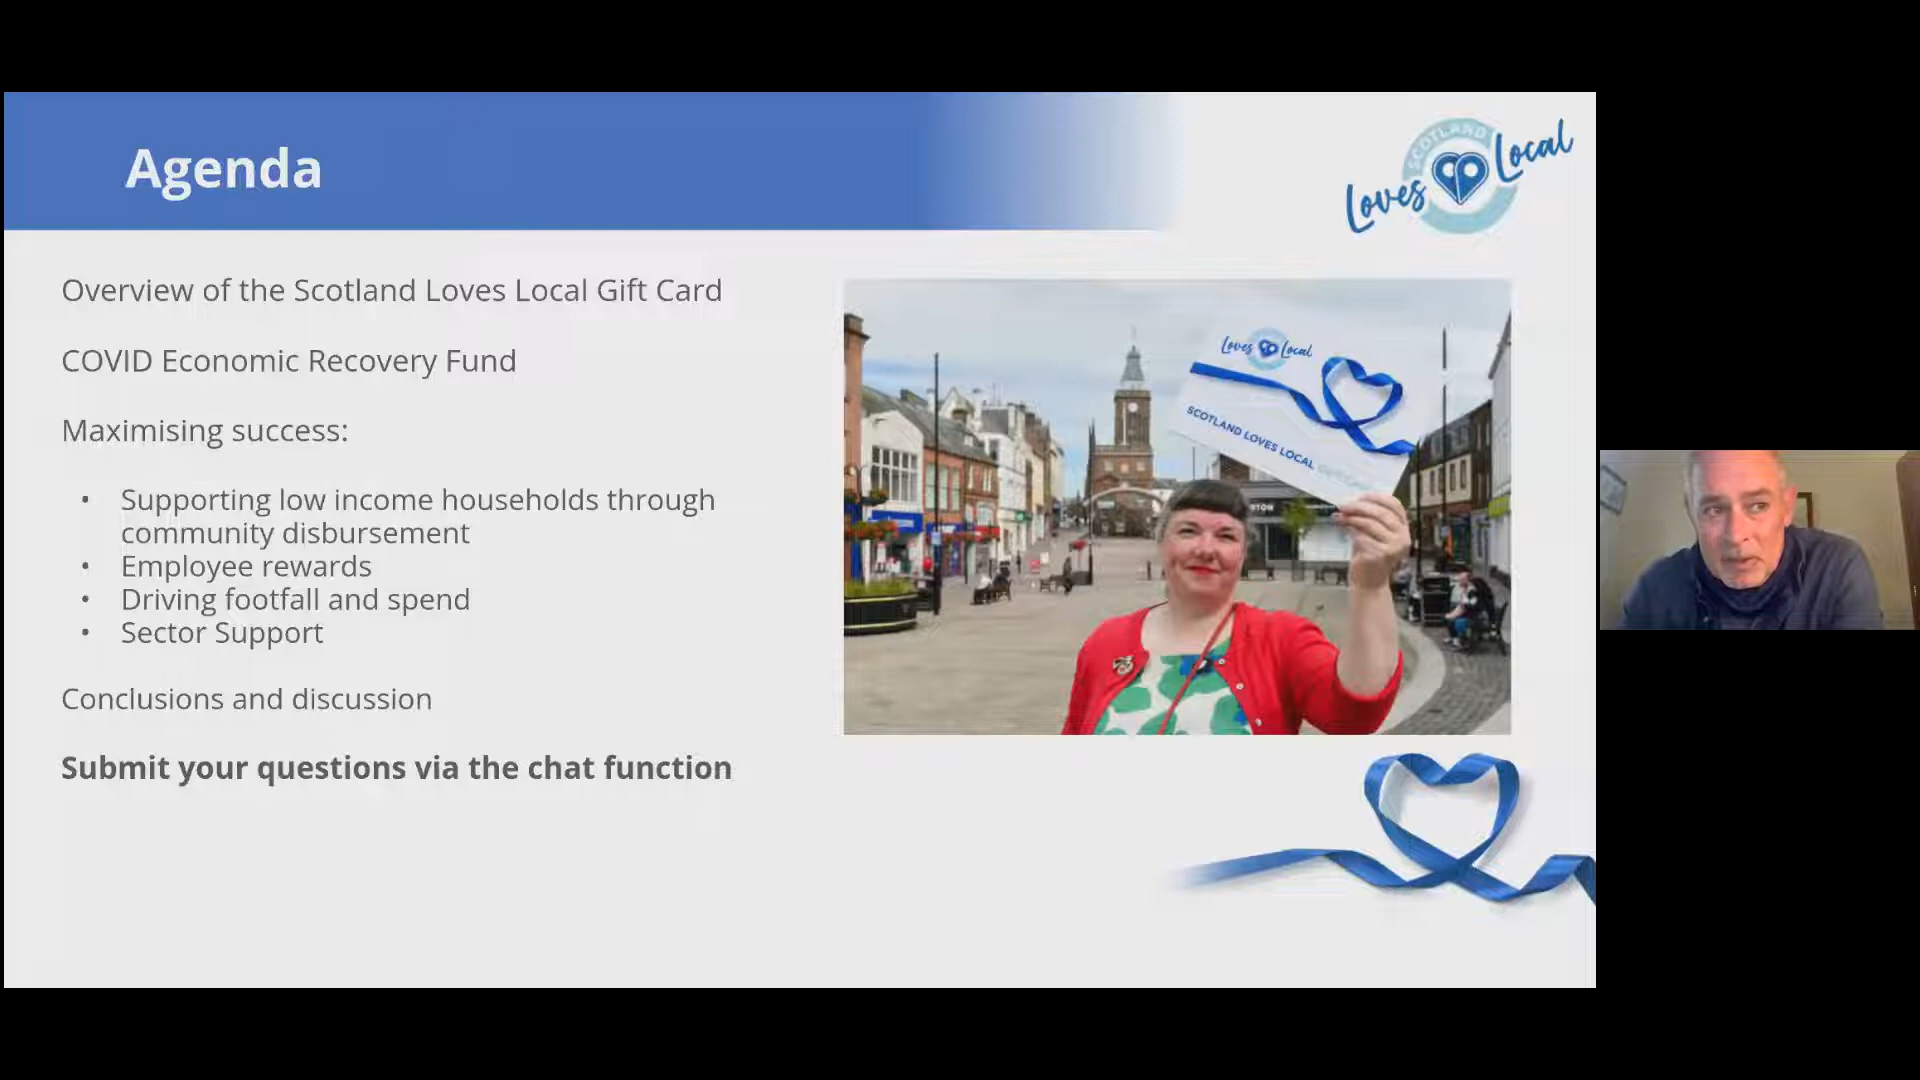 Agenda
SCOTLAND
Loves Local
Overview of the Scotland Loves Local Gift Card
COVID Economic Recovery Fund
Maximising success:
• Supporting low income households through
community disbursement
• Employee rewards
• Driving footfall and spend
• Sector Support
Conclusions and discussion
Submit your questions via the chat function
Loves Local
SCOTLAND LOVES LOCAL